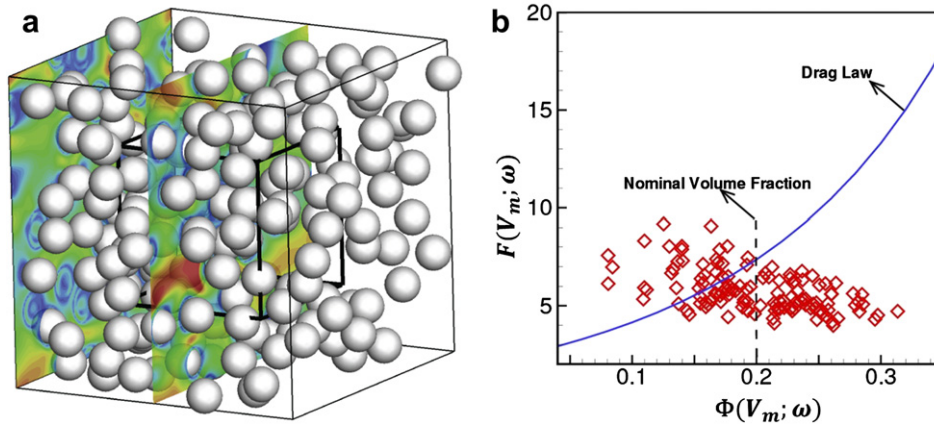 a
b
20
15
10
5
Drag Law
Nominal Volume Fraction
F(V_m; ω)
0.1
0.2
0.3
Φ(V_m; ω)